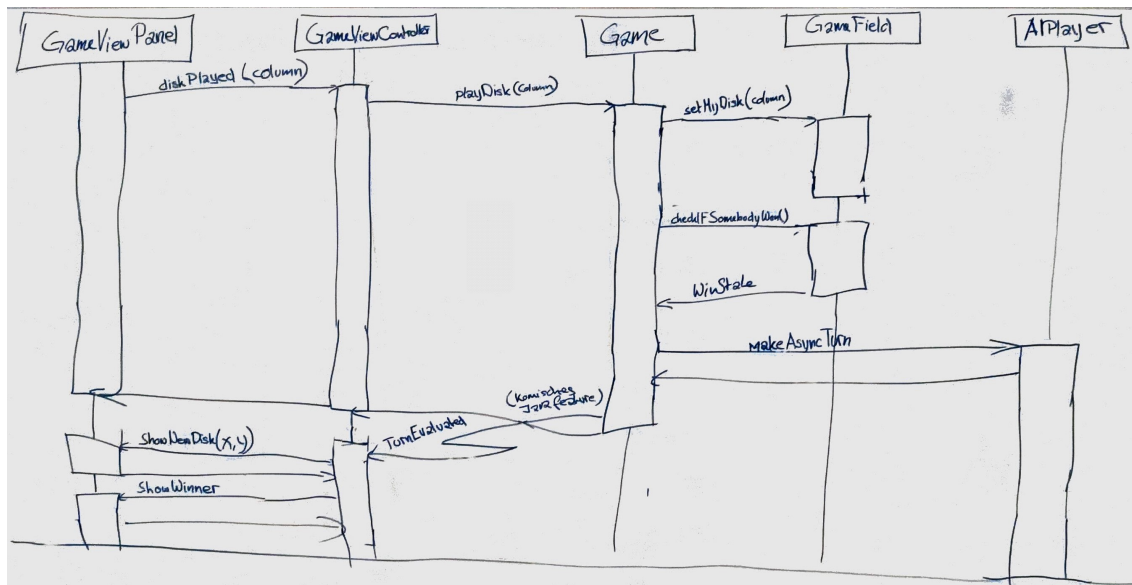 GameViewPanel
GameViewController
Game
GameField
AIPlayer
diskPlayed(column)
playDisk(column)
setMyDisk(column)
checkIFSomebodyWon()
WinState
makeAsyncTurn
(Komisches
Java feature)
TurnEvaluated
ShowNewDisk(x,y)
ShowWinner